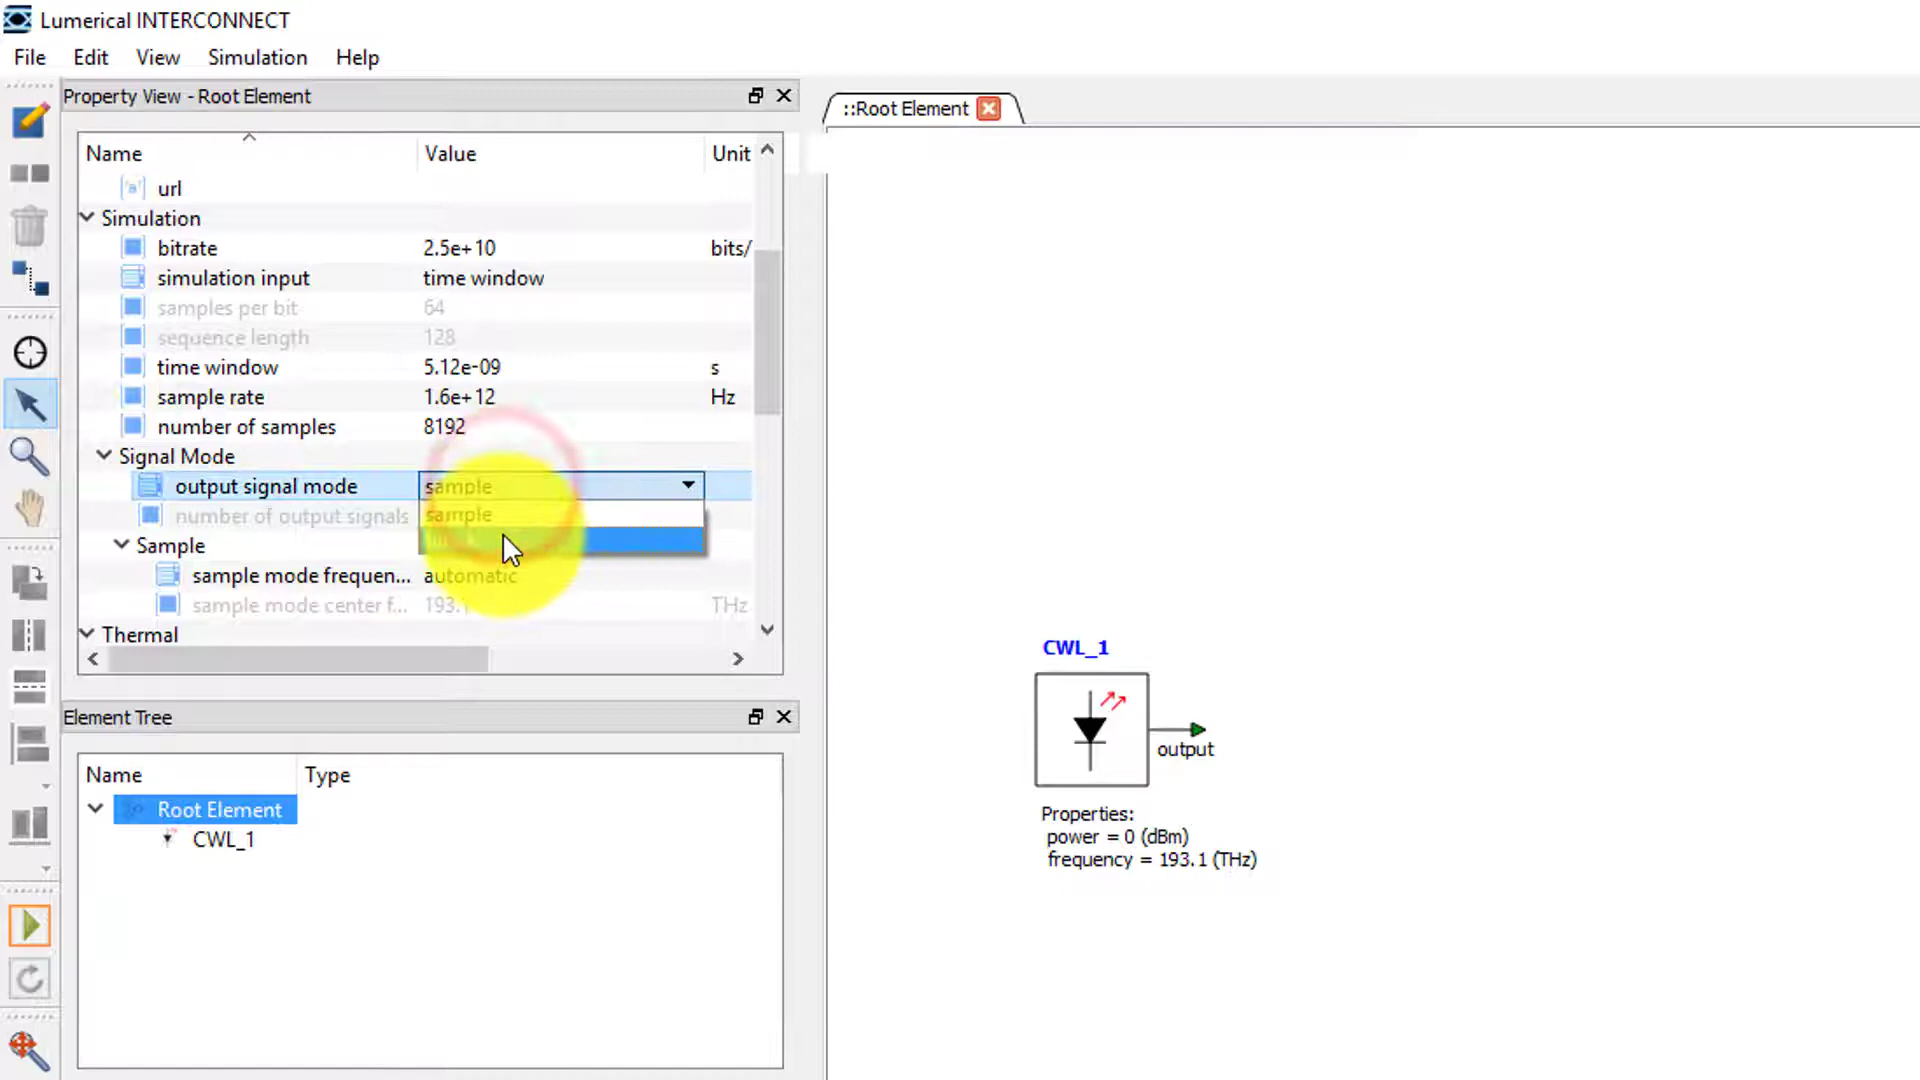 Lumerical INTERCONNECT
File Edit View Simulation Help
Property View - Root Element
::Root Element
Name Value Unit
url
Simulation
bitrate 2.5e+10 bits/
simulation input time window
samples per bit 64
sequence length 128
time window 5.12e-09 s
sample rate 1.6e+12 Hz
number of samples 8192
Signal Mode
output signal mode sample
number of output signals sample
Sample
sample mode frequen... automatic
sample mode center f... 193.1 THz
Thermal
CWL_1
output
Properties:
power = 0 (dBm)
frequency = 193.1 (THz)
Element Tree
Name Type
Root Element
CWL_1